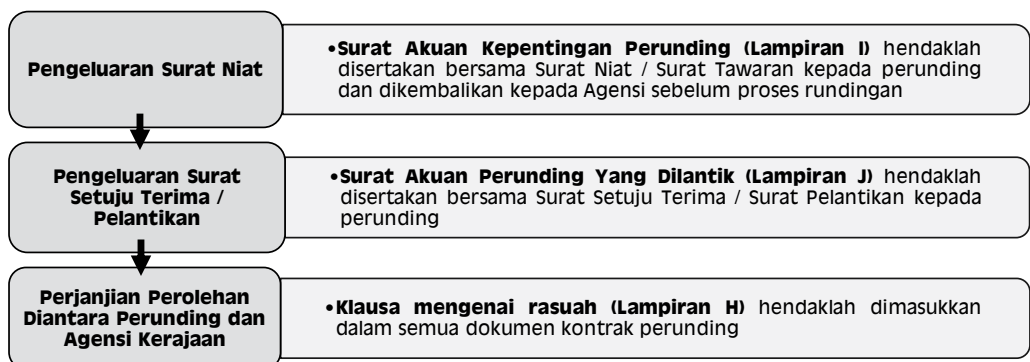 Pengeluaran Surat Niat
•Surat Akuan Kepentingan Perunding (Lampiran I) hendaklah
disertakan bersama Surat Niat / Surat Tawaran kepada perunding
dan dikembalikan kepada Agensi sebelum proses rundingan
Pengeluaran Surat
Setuju Terima /
Pelantikan
•Surat Akuan Perunding Yang Dilantik (Lampiran J) hendaklah
disertakan bersama Surat Setuju Terima / Surat Pelantikan kepada
perunding
Perjanjian Perolehan
Diantara Perunding dan
Agensi Kerajaan
•Klausa mengenai rasuah (Lampiran H) hendaklah dimasukkan
dalam semua dokumen kontrak perunding